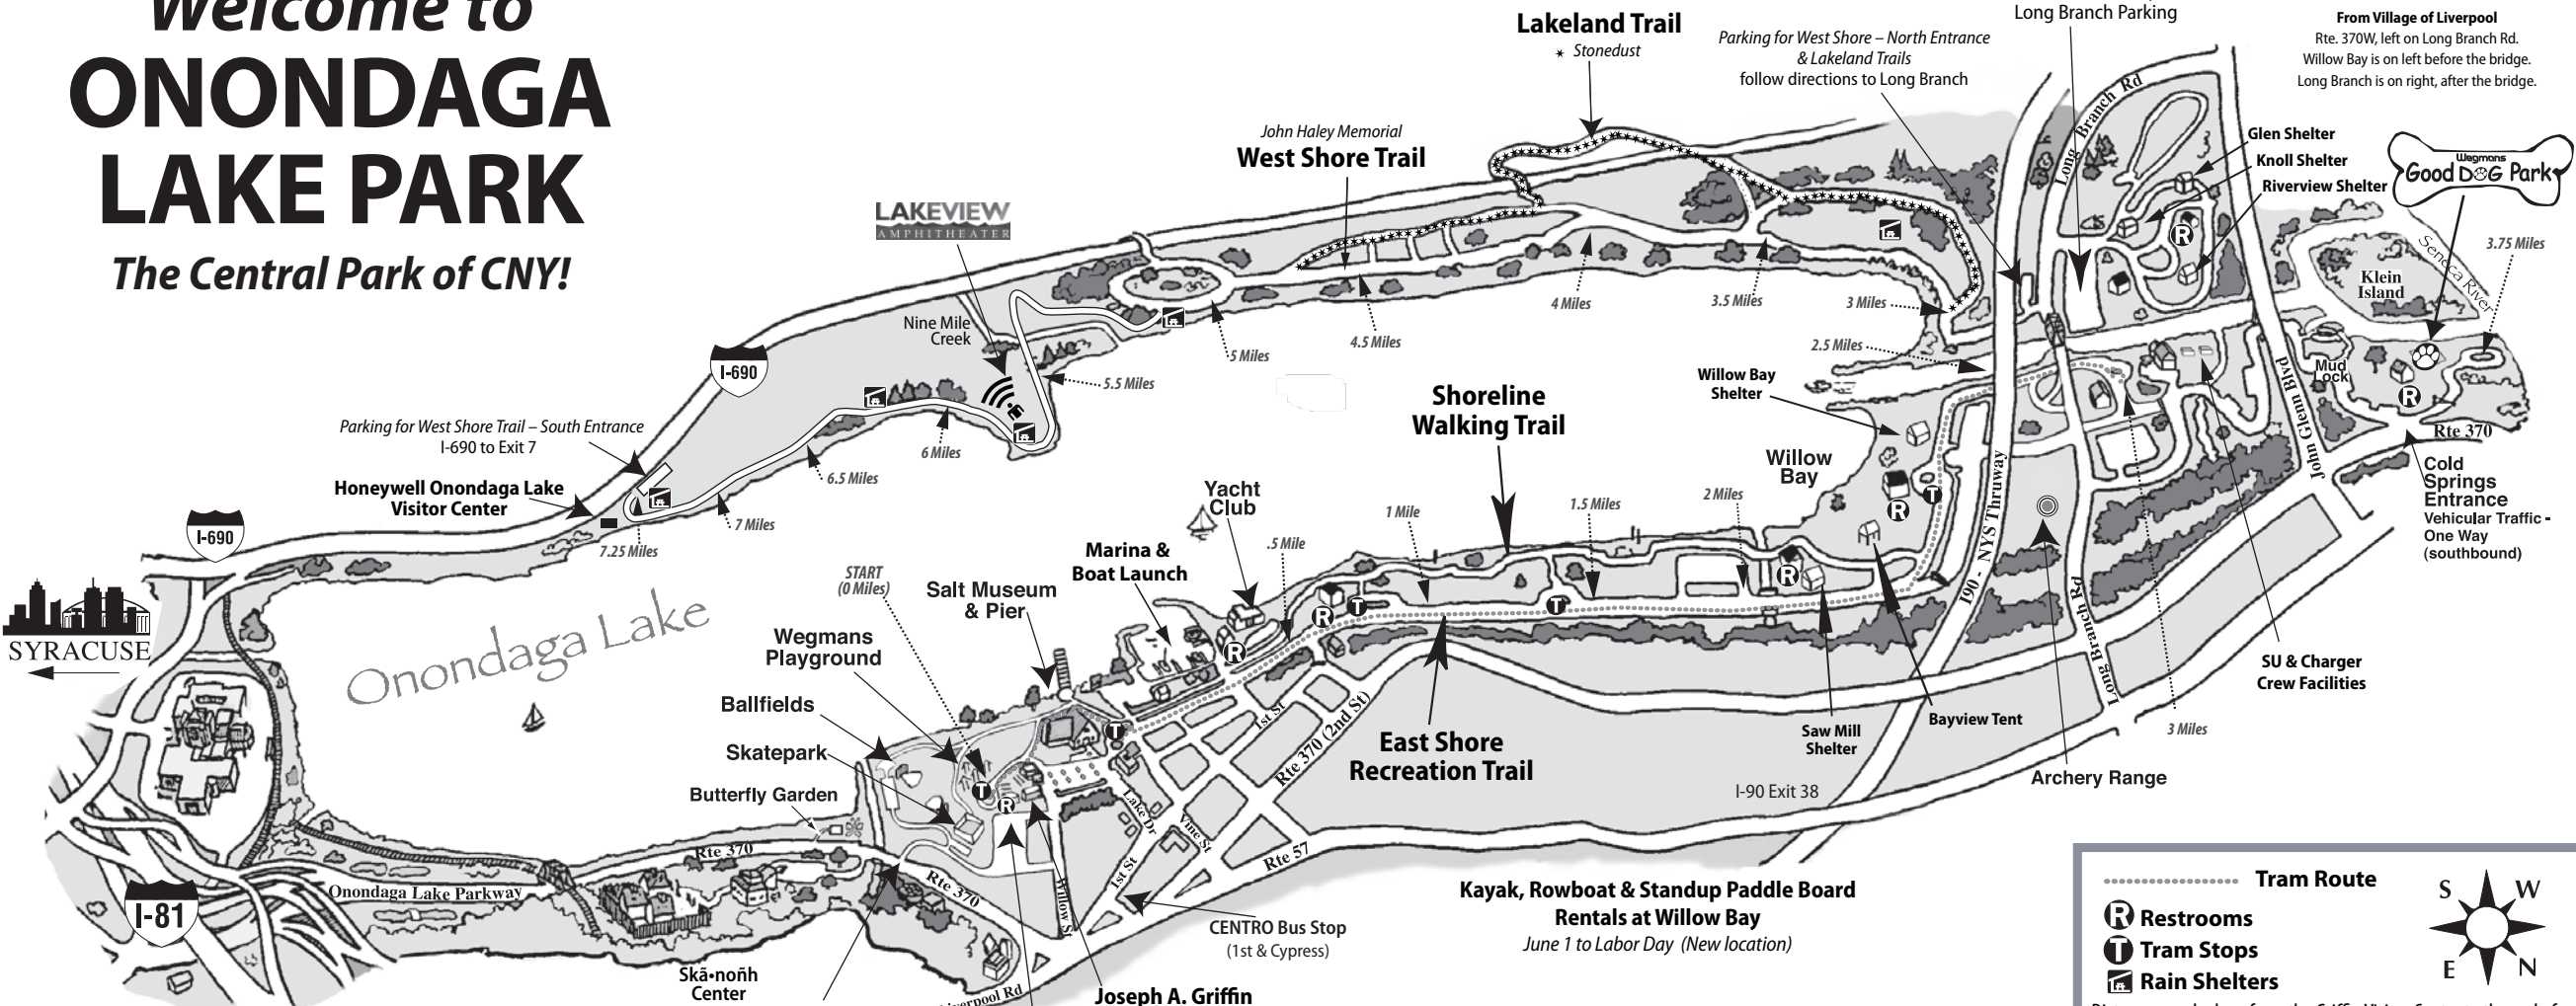 Welcome to
ONONDAGA
LAKE PARK
The Central Park of CNY!
Lakeland Trail
* Stonedust
Parking for West Shore – North Entrance
& Lakeland Trails
follow directions to Long Branch
Long Branch Parking
From Village of Liverpool
Rte. 370W, left on Long Branch Rd.
Willow Bay is on left before the bridge.
Long Branch is on right, after the bridge.
John Haley Memorial
West Shore Trail
LAKEVIEW
AMPHITHEATER
Long Branch Rd
Glen Shelter
Knoll Shelter
Riverview Shelter
Wegmans
Good DOG Park
R
Klein
Island
Seneca River
3.75 Miles
Nine Mile
Creek
I-690
5.5 Miles
5 Miles
4.5 Miles
4 Miles
3.5 Miles
3 Miles
2.5 Miles
Mud
Lock
R
John Glenn Blvd
Rte 370
Cold
Springs
Entrance
Vehicular Traffic -
One Way
(southbound)
Parking for West Shore Trail – South Entrance
I-690 to Exit 7
Honeywell Onondaga Lake
Visitor Center
I-690
7.25 Miles
7 Miles
6.5 Miles
6 Miles
Willow Bay
Shelter
Willow
Bay
Shoreline
Walking Trail
R
T
I90 - NYS Thruway
Yacht
Club
.5 Mile
1 Mile
1.5 Miles
2 Miles
Marina &
Boat Launch
START
(0 Miles)
Salt Museum
& Pier
Wegmans
Playground
Ballfields
Skatepark
Butterfly Garden
Onondaga Lake
SYRACUSE
R
R
T
T
R
T
T
R
Saw Mill
Shelter
Bayview Tent
Archery Range
Long Branch Rd
3 Miles
SU & Charger
Crew Facilities
East Shore
Recreation Trail
1st St
Rte 370 (2nd St)
I-90 Exit 38
Lake Dr
Vine St
1st St
Rte 57
Willow St
Rte 370
Rte 370
Onondaga Lake Parkway
I-81
CENTRO Bus Stop
(1st & Cypress)
Kayak, Rowboat & Standup Paddle Board
Rentals at Willow Bay
June 1 to Labor Day (New location)
Skä•noñh
Center
Liverpool Rd
Joseph A. Griffin
Tram Route
R Restrooms
T Tram Stops
Rain Shelters
S W
E N